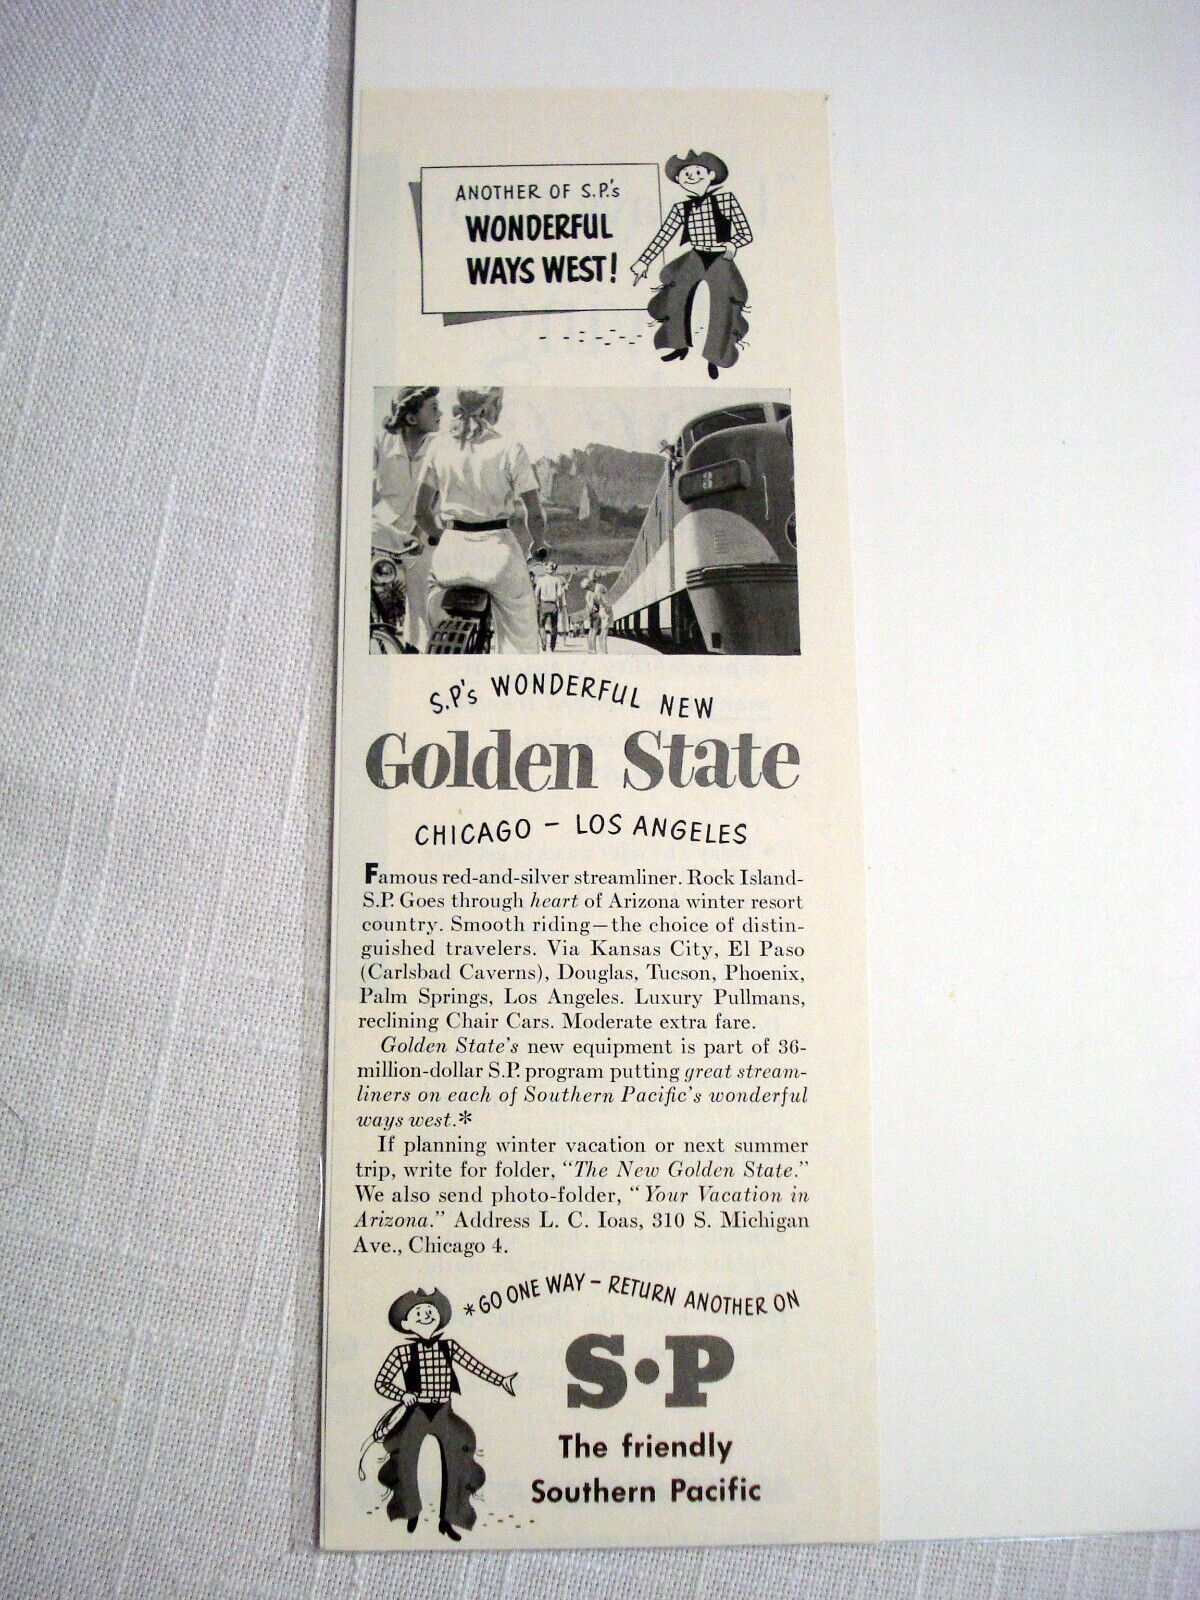 ANOTHER OF S.P.'s
WONDERFUL
WAYS WEST!
3
S.P.'s WONDERFUL NEW
Golden State
CHICAGO – LOS ANGELES
Famous red-and-silver streamliner. Rock Island-
S.P. Goes through heart of Arizona winter resort
country. Smooth riding—the choice of distin-
guished travelers. Via Kansas City, El Paso
(Carlsbad Caverns), Douglas, Tucson, Phoenix,
Palm Springs, Los Angeles. Luxury Pullmans,
reclining Chair Cars. Moderate extra fare.
Golden State's new equipment is part of 36-
million-dollar S.P. program putting great stream-
liners on each of Southern Pacific's wonderful
ways west.*
If planning winter vacation or next summer
trip, write for folder, "The New Golden State."
We also send photo-folder, "Your Vacation in
Arizona." Address L. C. Ioas, 310 S. Michigan
Ave., Chicago 4.
*GO ONE WAY – RETURN ANOTHER ON
S·P
The friendly
Southern Pacific